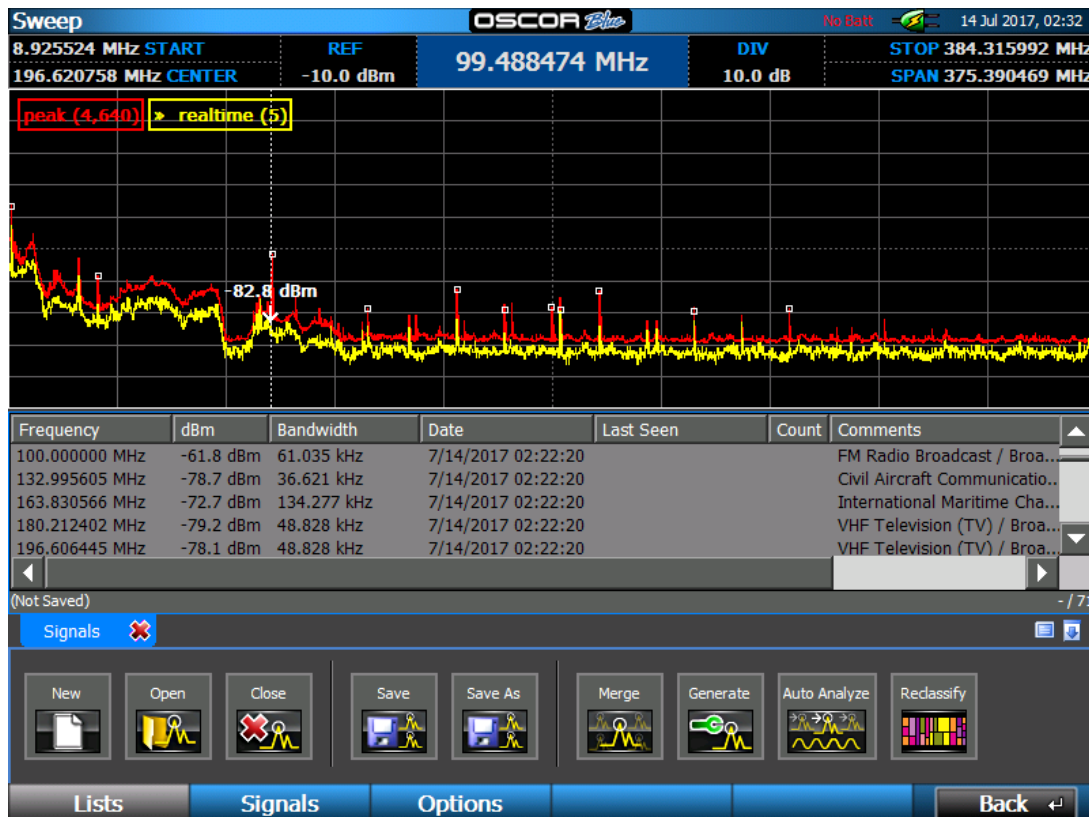 Sweep OSCOR Blue No Batt 14 Jul 2017, 02:32
8.925524 MHz START REF 99.488474 MHz DIV STOP 384.315992 MHz
196.620758 MHz CENTER -10.0 dBm 10.0 dB SPAN 375.390469 MHz
peak (4,640) » realtime (5)
-82.8 dBm
Frequency dBm Bandwidth Date Last Seen Count Comments
100.000000 MHz -61.8 dBm 61.035 kHz 7/14/2017 02:22:20 FM Radio Broadcast / Broa...
132.995605 MHz -78.7 dBm 36.621 kHz 7/14/2017 02:22:20 Civil Aircraft Communicatio...
163.830566 MHz -72.7 dBm 134.277 kHz 7/14/2017 02:22:20 International Maritime Cha...
180.212402 MHz -79.2 dBm 48.828 kHz 7/14/2017 02:22:20 VHF Television (TV) / Broa...
196.606445 MHz -78.1 dBm 48.828 kHz 7/14/2017 02:22:20 VHF Television (TV) / Broa...
(Not Saved) - / 71
Signals
New Open Close Save Save As Merge Generate Auto Analyze Reclassify
Lists Signals Options Back